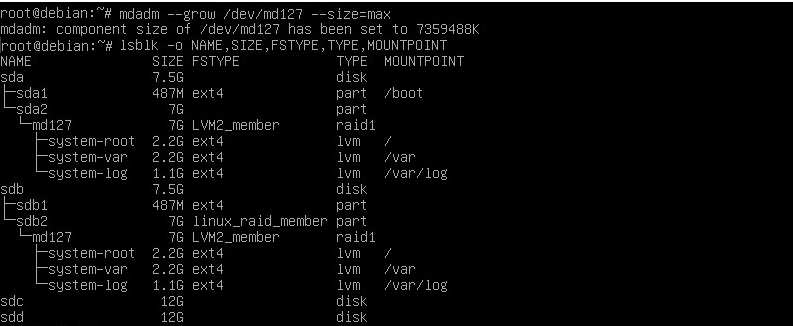 root@debian:~# mdadm --grow /dev/md127 --size=max
mdadm: component size of /dev/md127 has been set to 7359488K
root@debian:~# lsblk -o NAME,SIZE,FSTYPE,TYPE,MOUNTPOINT
NAME                SIZE FSTYPE            TYPE  MOUNTPOINT
sda                 7.5G                   disk
├─sda1              487M ext4              part  /boot
└─sda2                7G                   part
  └─md127             7G LVM2_member       raid1
    ├─system-root   2.2G ext4              lvm   /
    ├─system-var    2.2G ext4              lvm   /var
    └─system-log    1.1G ext4              lvm   /var/log
sdb                 7.5G                   disk
├─sdb1              487M ext4              part
└─sdb2                7G linux_raid_member part
  └─md127             7G LVM2_member       raid1
    ├─system-root   2.2G ext4              lvm   /
    ├─system-var    2.2G ext4              lvm   /var
    └─system-log    1.1G ext4              lvm   /var/log
sdc                  12G                   disk
sdd                  12G                   disk